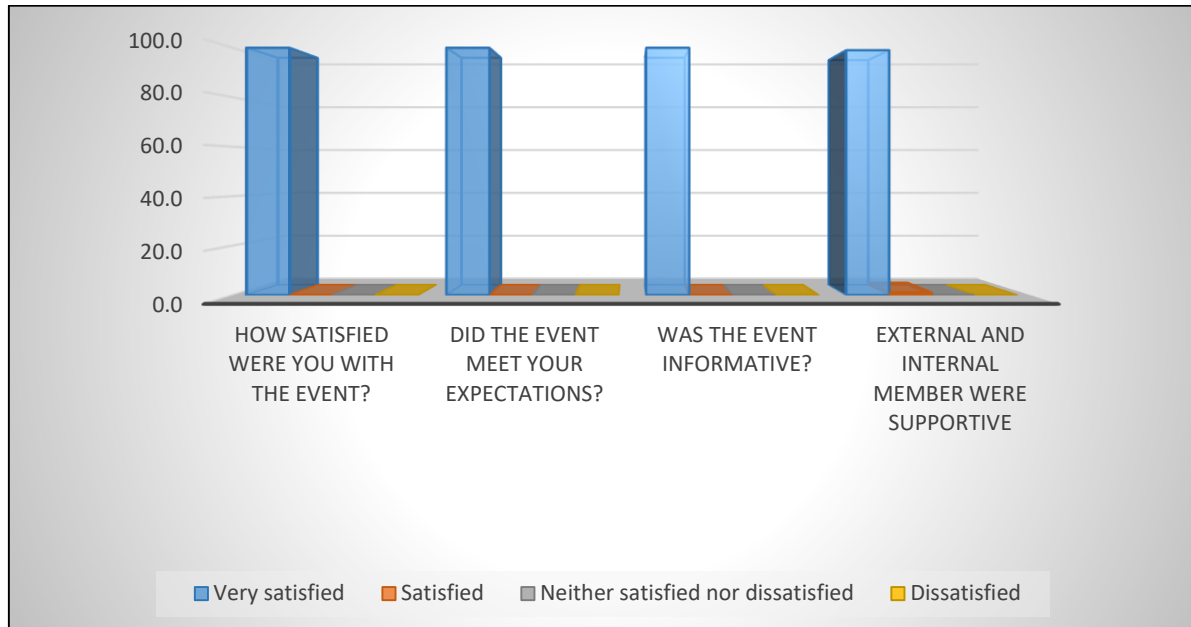 100.0
80.0
60.0
40.0
20.0
0.0
HOW SATISFIED
WERE YOU WITH
THE EVENT?
DID THE EVENT
MEET YOUR
EXPECTATIONS?
WAS THE EVENT
INFORMATIVE?
EXTERNAL AND
INTERNAL
MEMBER WERE
SUPPORTIVE
Very satisfied
Satisfied
Neither satisfied nor dissatisfied
Dissatisfied